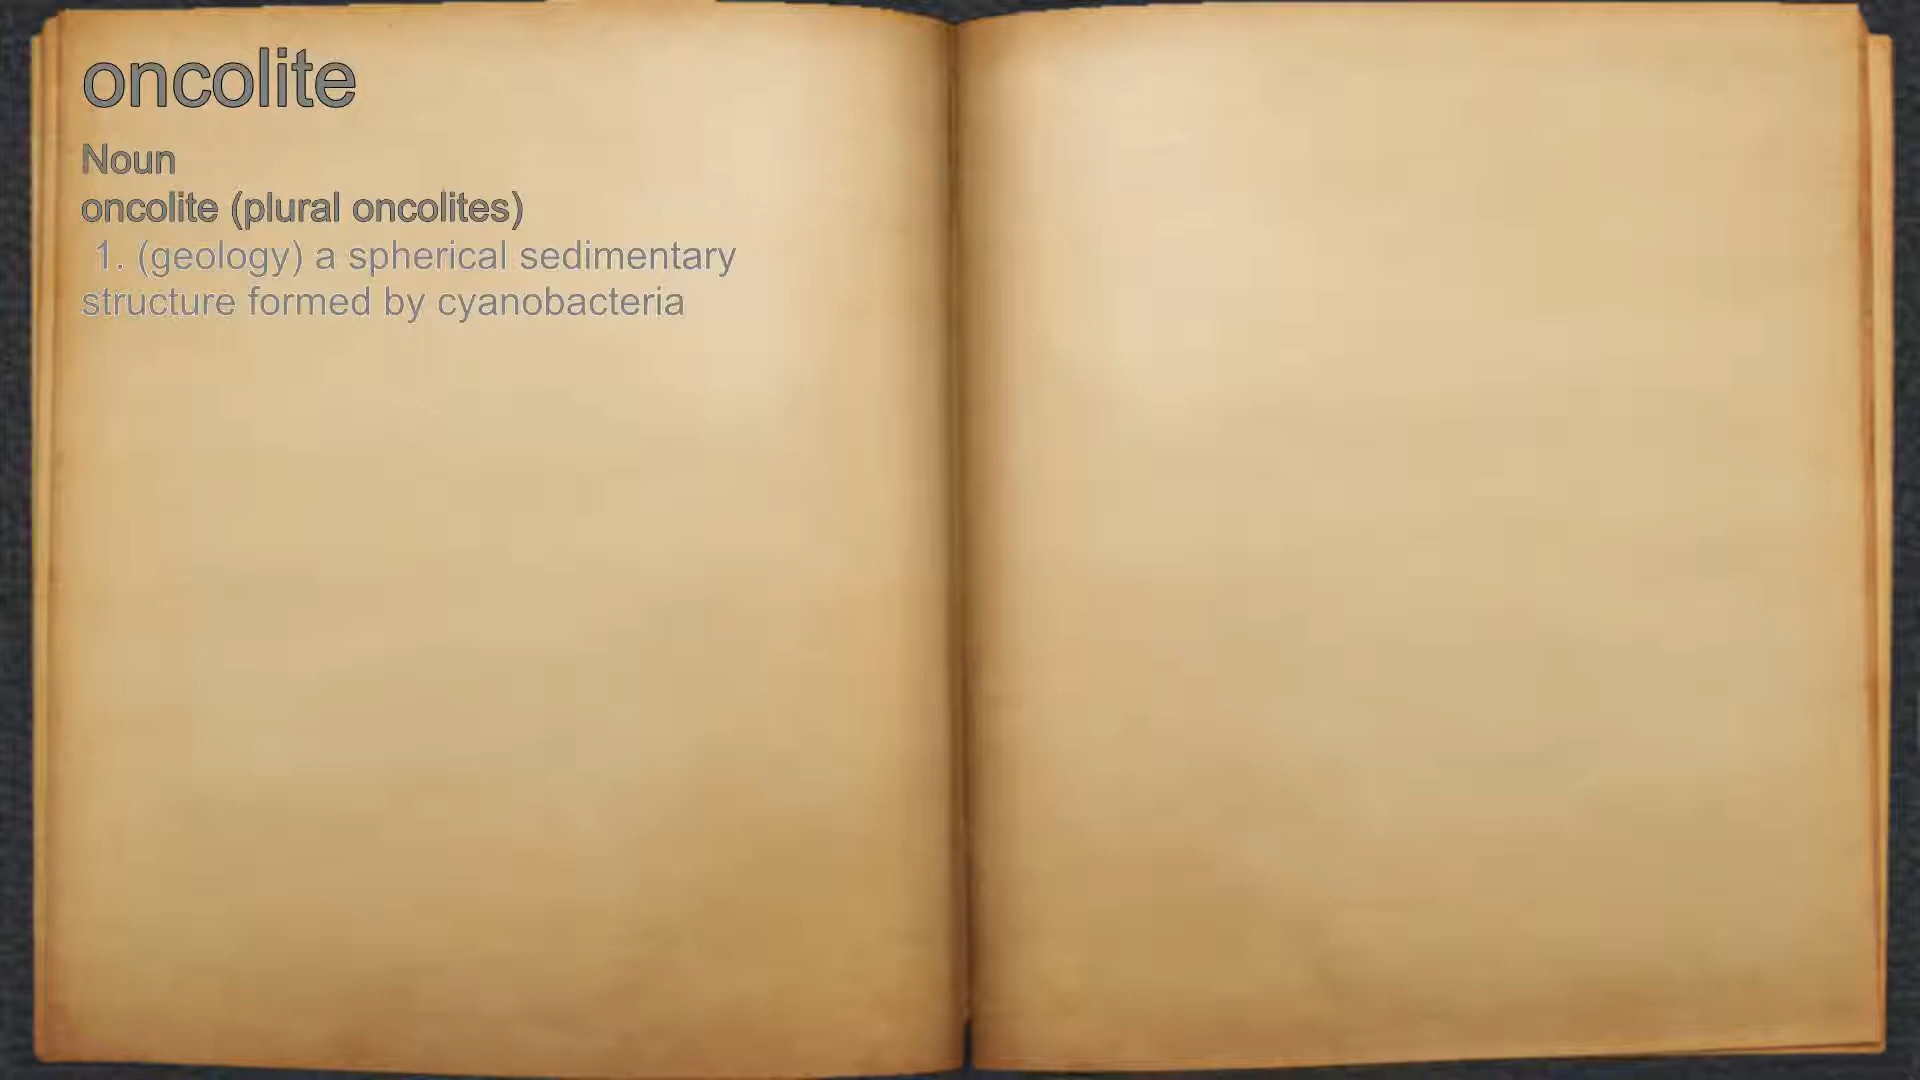 oncolite
Noun
oncolite (plural oncolites)
1. (geology) a spherical sedimentary
structure formed by cyanobacteria